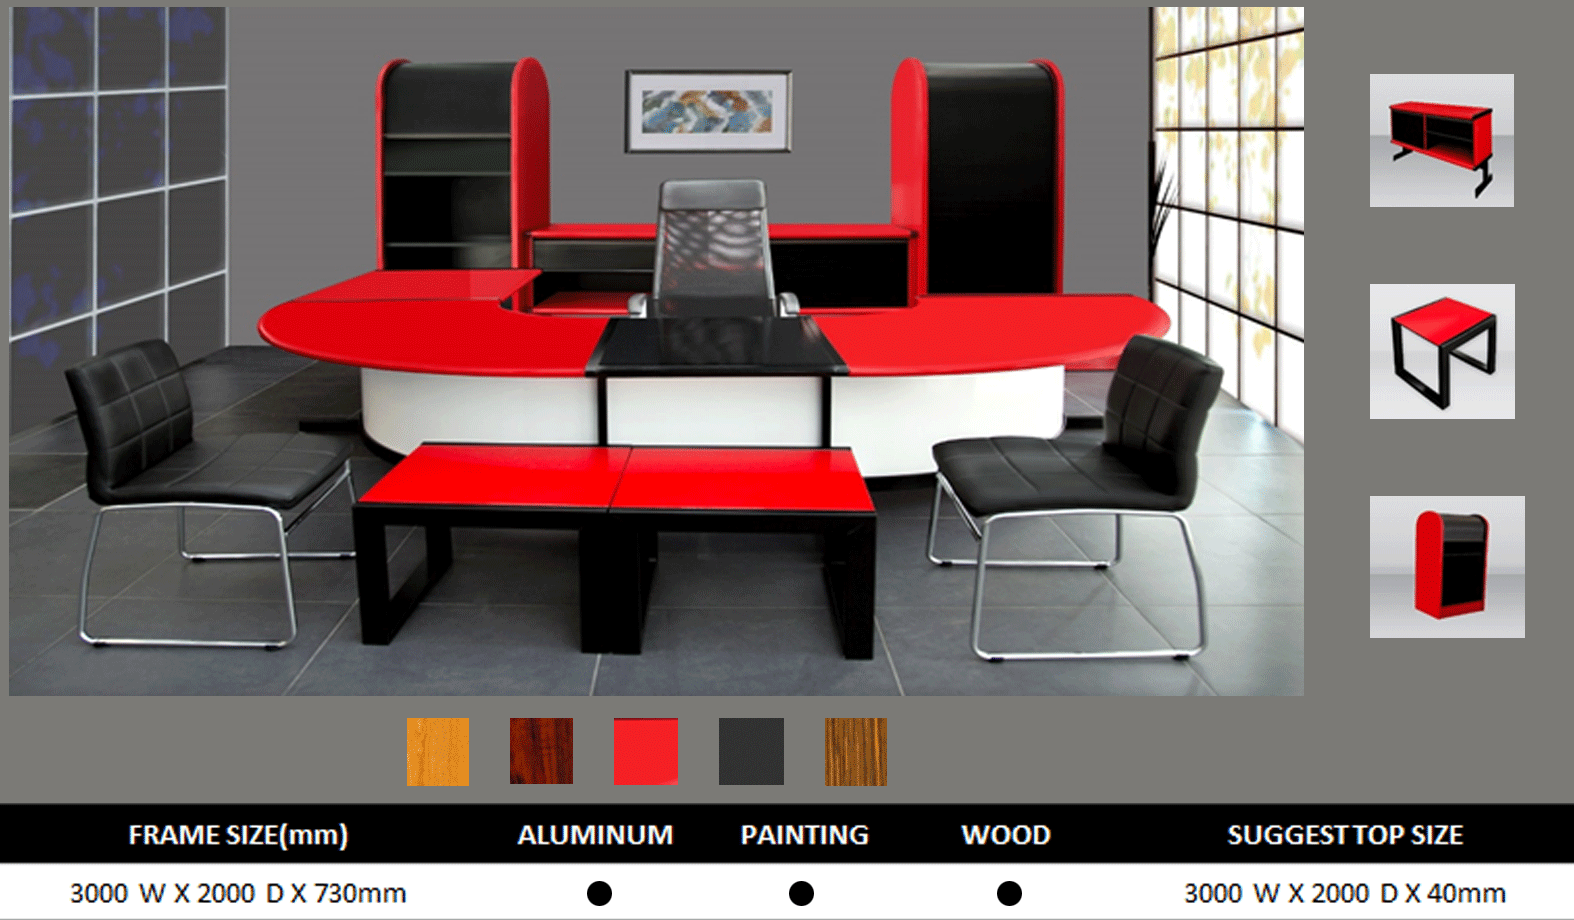 FRAME SIZE(mm) ALUMINUM PAINTING WOOD SUGGEST TOP SIZE
3000 W X 2000 D X 730mm ● ● ● 3000 W X 2000 D X 40mm